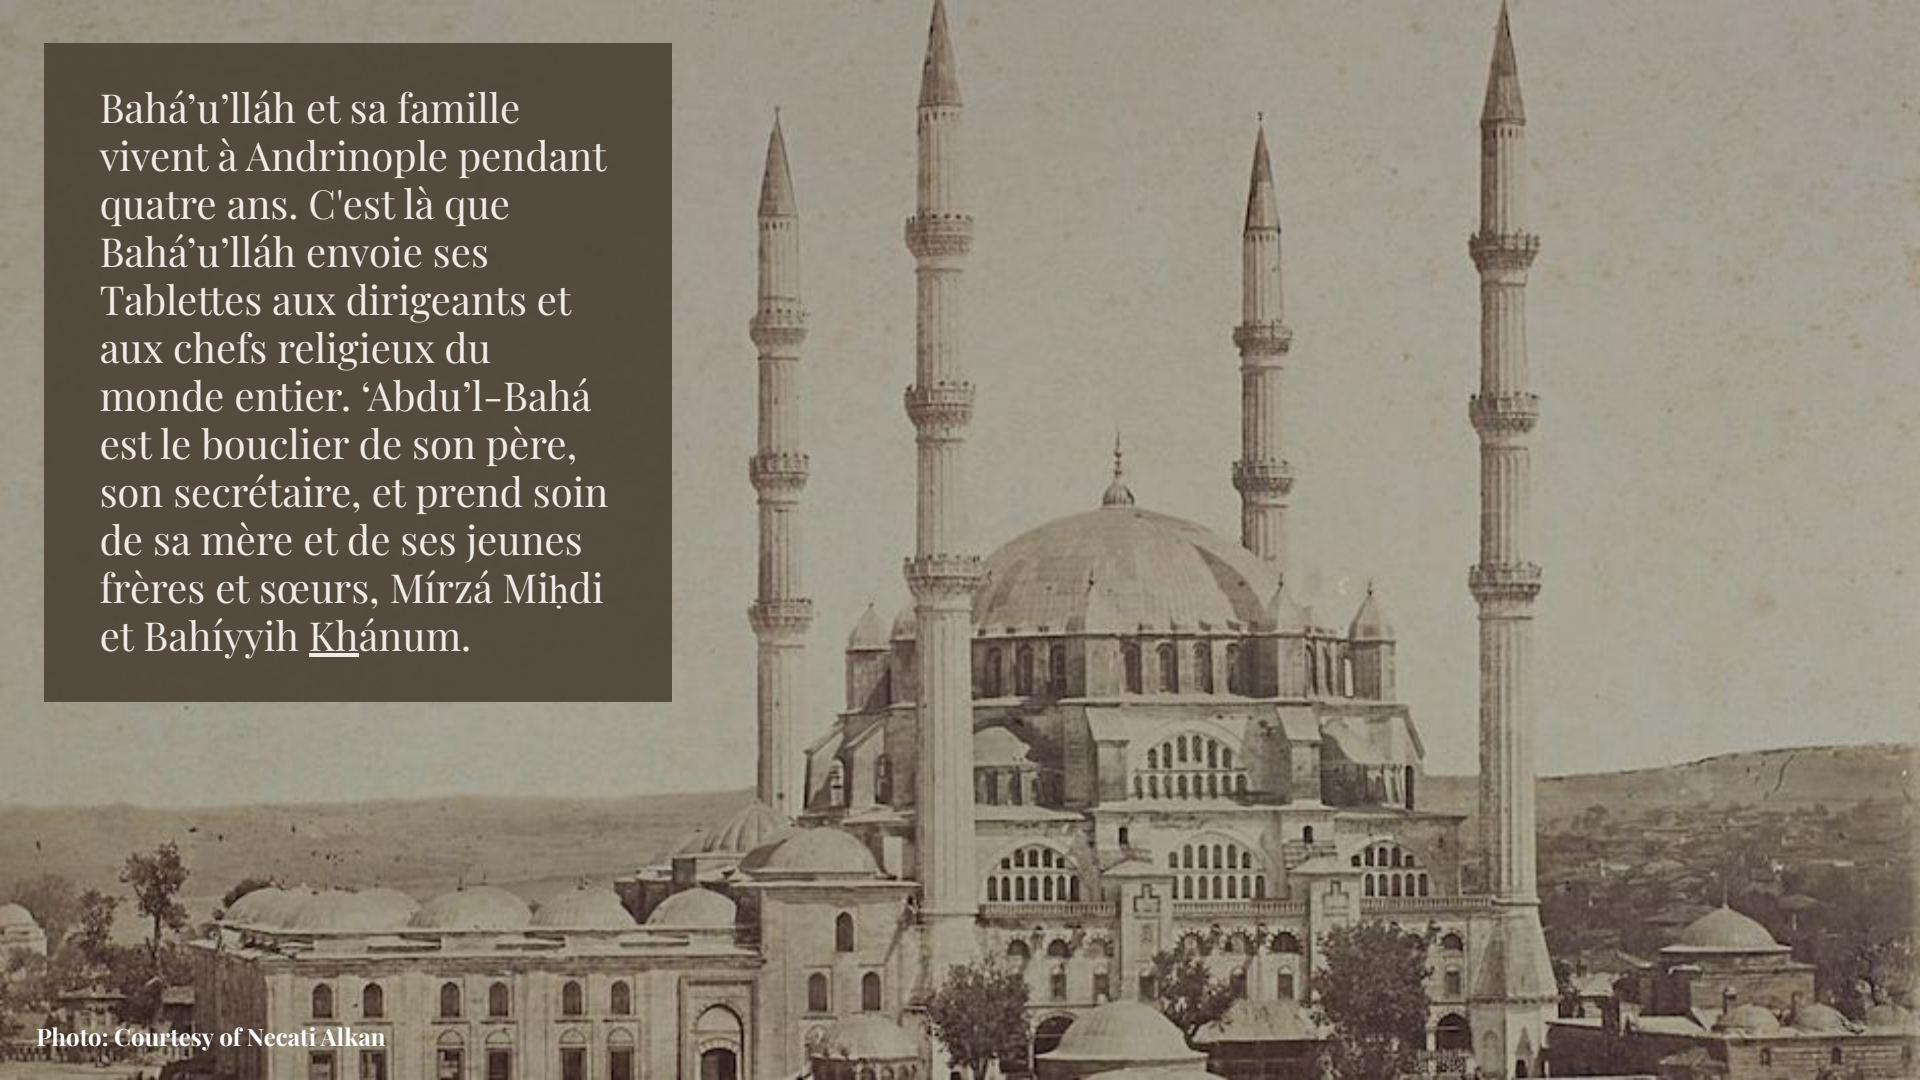 Bahá’u’lláh et sa famille
vivent à Andrinople pendant
quatre ans. C'est là que
Bahá’u’lláh envoie ses
Tablettes aux dirigeants et
aux chefs religieux du
monde entier. ‘Abdu’l-Bahá
est le bouclier de son père,
son secrétaire, et prend soin
de sa mère et de ses jeunes
frères et sœurs, Mírzá Miḥdi
et Bahíyyih Khánum.
Photo: Courtesy of Necati Alkan